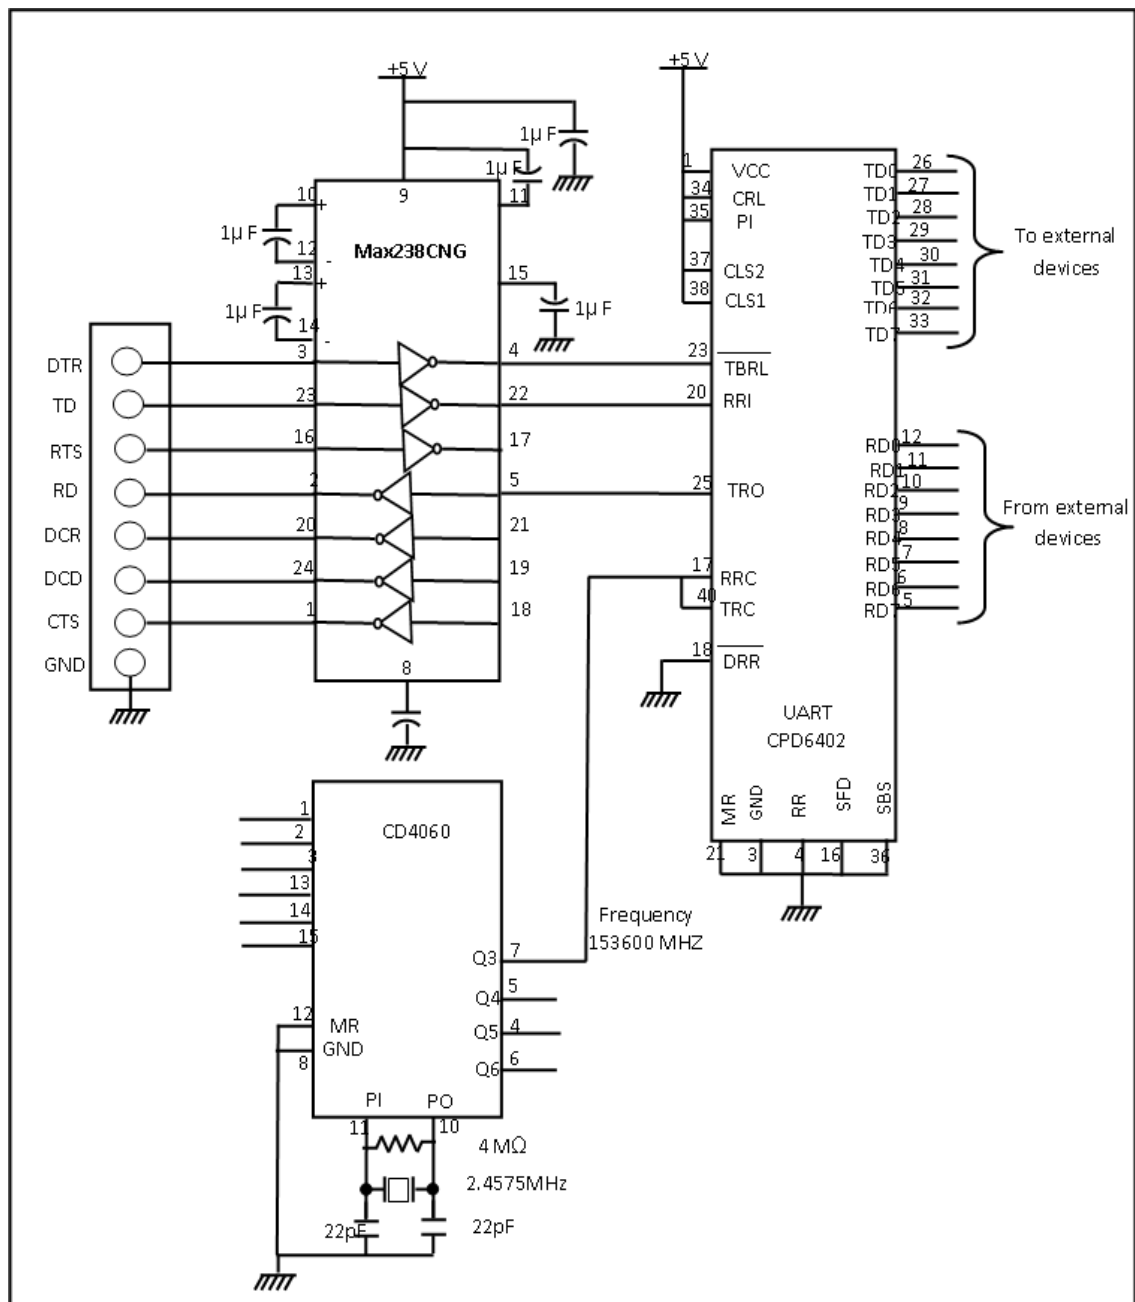 +5 V
+5 V
1µ F
1µ F
1
VCC
TD0
26
34
CRL
TD1
27
35
PI
TD2
28
TD3
29
37
CLS2
TD4
30
38
CLS1
TD5
31
TD6
32
TD7
33
To external
devices
10
+
9
11
1µ F
12
-
Max238CNG
13
+
15
1µ F
1µ F
14
-
DTR
3
4
23
TBRL
TD
23
22
20
RRI
RTS
16
17
RD0
12
RD1
11
RD
2
5
25
TRO
RD2
10
RD3
9
From external
devices
DCR
20
21
RD4
8
DCD
24
19
17
RRC
RD5
7
RD6
6
CTS
1
18
40
TRC
RD7
5
GND
8
18
DRR
UART
CPD6402
MR
GND
RR
SFD
SBS
21
3
4
16
36
1
2
3
13
14
15
CD4060
Frequency
153600 MHZ
Q3
7
Q4
5
12
MR
Q5
4
8
GND
Q6
6
PI
PO
11
10
4 MΩ
2.4575MHz
22pF
22pF